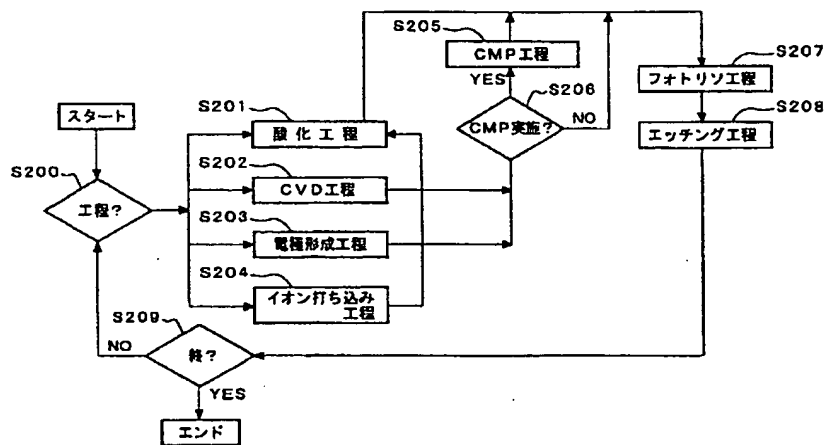 S205
CMP工程
S207
フォトリソ工程
YES
S206
S201
S208
スタート
酸化工程
CMP実施?
NO
エッチング工程
S200
S202
工程?
CVD工程
S203
電極形成工程
S204
イオン打ち込み
工程
S209
NO
終?
YES
エンド